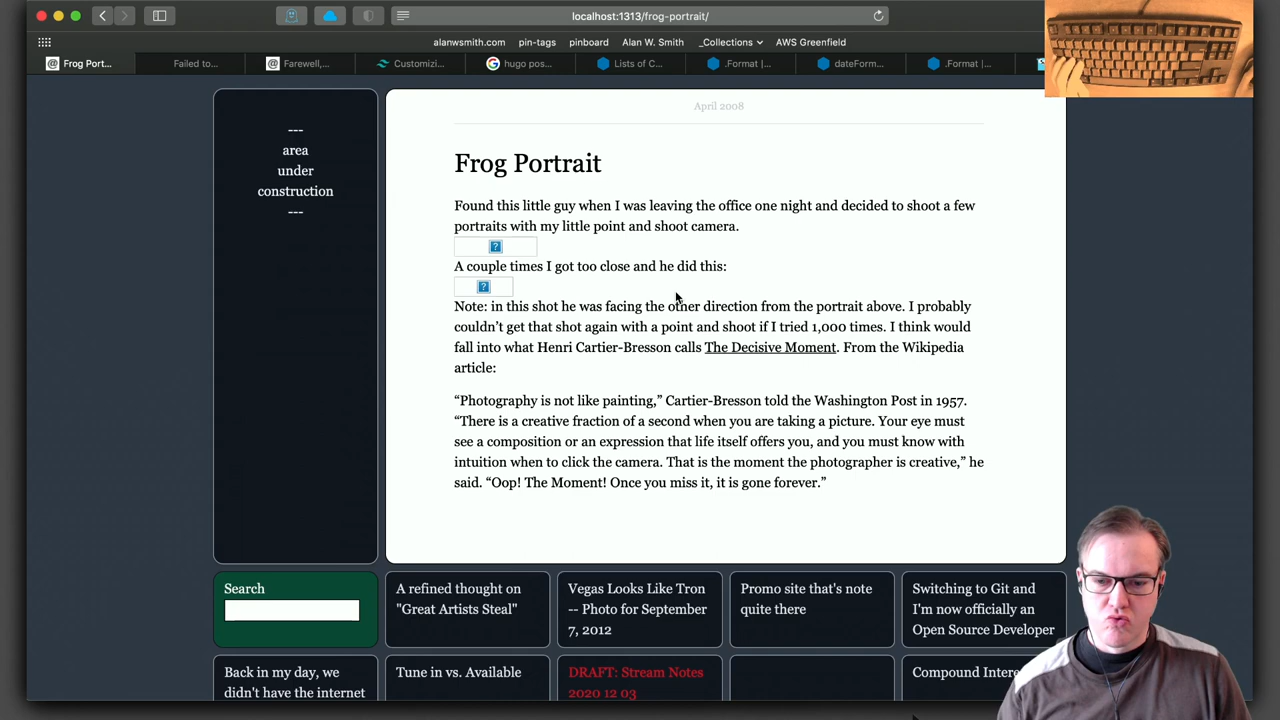 localhost:1313/frog-portrait/
alanwsmith.com
pin-tags
pinboard
Alan W. Smith
_Collections
AWS Greenfield
Frog Port...
Failed to...
Farewell,...
Customizi...
hugo pos...
Lists of C...
.Format |...
dateForm...
.Format |...
---
area
under
construction
---
April 2008
Frog Portrait
Found this little guy when I was leaving the office one night and decided to shoot a few
portraits with my little point and shoot camera.
A couple times I got too close and he did this:
Note: in this shot he was facing the other direction from the portrait above. I probably
couldn’t get that shot again with a point and shoot if I tried 1,000 times. I think would
fall into what Henri Cartier-Bresson calls The Decisive Moment. From the Wikipedia
article:
“Photography is not like painting,” Cartier-Bresson told the Washington Post in 1957.
“There is a creative fraction of a second when you are taking a picture. Your eye must
see a composition or an expression that life itself offers you, and you must know with
intuition when to click the camera. That is the moment the photographer is creative,” he
said. “Oop! The Moment! Once you miss it, it is gone forever.”
Search
A refined thought on
"Great Artists Steal"
Vegas Looks Like Tron
-- Photo for September
7, 2012
Promo site that's note
quite there
Switching to Git and
I'm now officially an
Open Source Developer
Back in my day, we
didn't have the internet
Tune in vs. Available
DRAFT: Stream Notes
2020 12 03
Compound